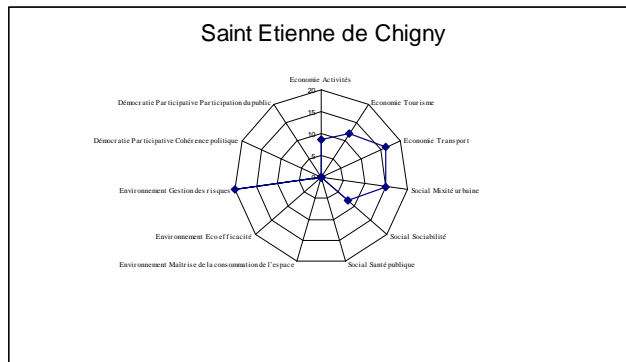 Saint Etienne de Chigny
Economie Activités
Economie Tourisme
Economie Transport
Social Mixité urbaine
Social Sociabilité
Social Santé publique
Environnement Maîtrise de la consommation de l'espace
Environnement Eco efficacité
Environnement Gestion des risques
Démocratie Participative Cohérence politique
Démocratie Participative Participation du public
20
15
10
5
0